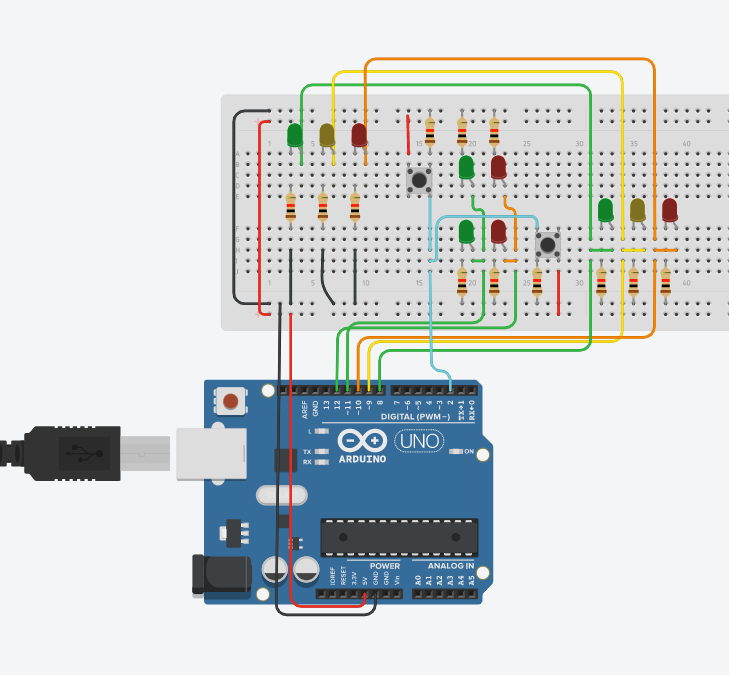 1 5 10 15 20 25 30 35 40
A
B
C
D
E
F
G
H
I
J
1 5 10 15 20 25 30 35 40
AREF
GND
13
12
~11
~10
~9
8
7
~6
~5
4
~3
2
TX→1
RX←0
DIGITAL (PWM~)
L
TX
RX
UNO
ARDUINO
ON
POWER
ANALOG IN
IOREF
RESET
3.3V
5V
GND
GND
Vin
A0
A1
A2
A3
A4
A5